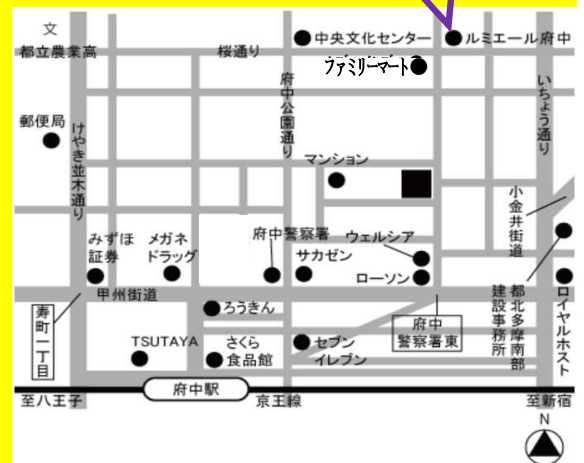 文
都立農業高
桜通り
中央文化センター
ルミエール府中
ファミリーマート
郵便局
けやき並木通り
府中公園通り
いちょう通り
マンション
小金井街道
みずほ
証券
メガネ
ドラッグ
府中警察署
サカゼン
ウェルシア
ローソン
甲州街道
寿町一丁目
ろうきん
府中
警察署東
都北多摩南部
建設事務所
ロイヤルホスト
TSUTAYA
さくら
食品館
セブン
イレブン
府中駅
至八王子
京王線
至新宿
N